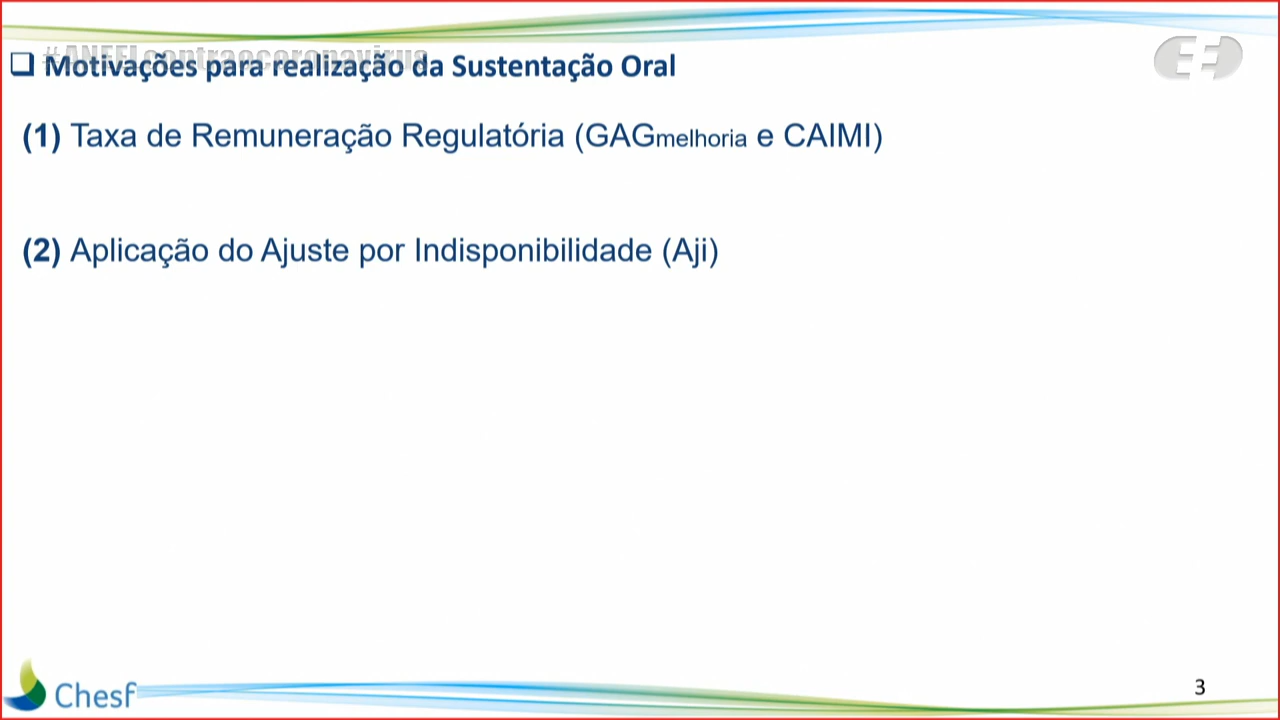 #ANEELcontraocoronavírus
❑ Motivações para realização da Sustentação Oral
(1) Taxa de Remuneração Regulatória (GAGmelhoria e CAIMI)
(2) Aplicação do Ajuste por Indisponibilidade (Aji)
Chesf
3